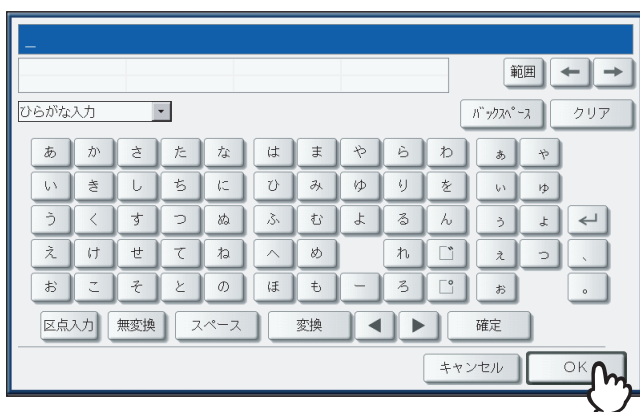 _
範囲 ← →
ひらがな入力 バックスペース クリア
あ か さ た な は ま や ら わ ぁ ゃ
い き し ち に ひ み ゆ り を ぃ ゅ
う く す つ ぬ ふ む よ る ん ぅ ょ ↵
え け せ て ね へ め れ ゛ ぇ っ 、
お こ そ と の ほ も ー ろ ゜ ぉ 。
区点入力 無変換 スペース 変換 ◀ ▶ 確定
キャンセル OK